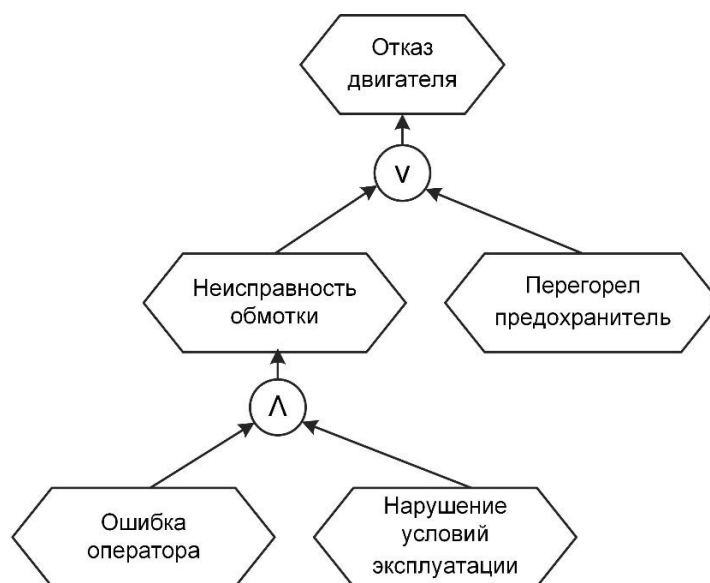 Отказ
двигателя
v
Неисправность
обмотки
Перегорел
предохранитель
Λ
Ошибка
оператора
Нарушение
условий
эксплуатации